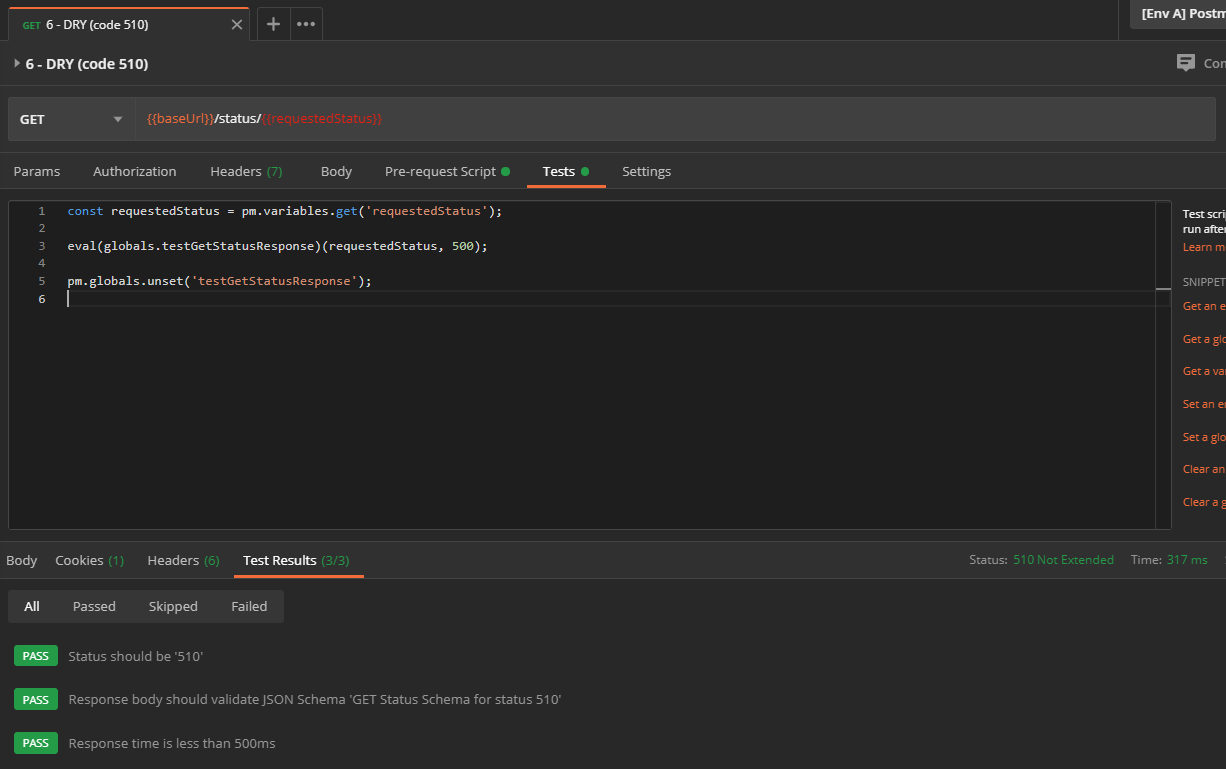 GET 6 - DRY (code 510)
[Env A] Postm
6 - DRY (code 510)
Com
GET
{{baseUrl}}/status/{{requestedStatus}}
Params Authorization Headers (7) Body Pre-request Script Tests Settings
1 const requestedStatus = pm.variables.get('requestedStatus');
2
3 eval(globals.testGetStatusResponse)(requestedStatus, 500);
4
5 pm.globals.unset('testGetStatusResponse');
6
Test scri
run after
Learn m
SNIPPET
Get an e
Get a glo
Get a va
Set an e
Set a glo
Clear an
Clear a g
Body Cookies (1) Headers (6) Test Results (3/3) Status: 510 Not Extended Time: 317 ms
All Passed Skipped Failed
PASS Status should be '510'
PASS Response body should validate JSON Schema 'GET Status Schema for status 510'
PASS Response time is less than 500ms